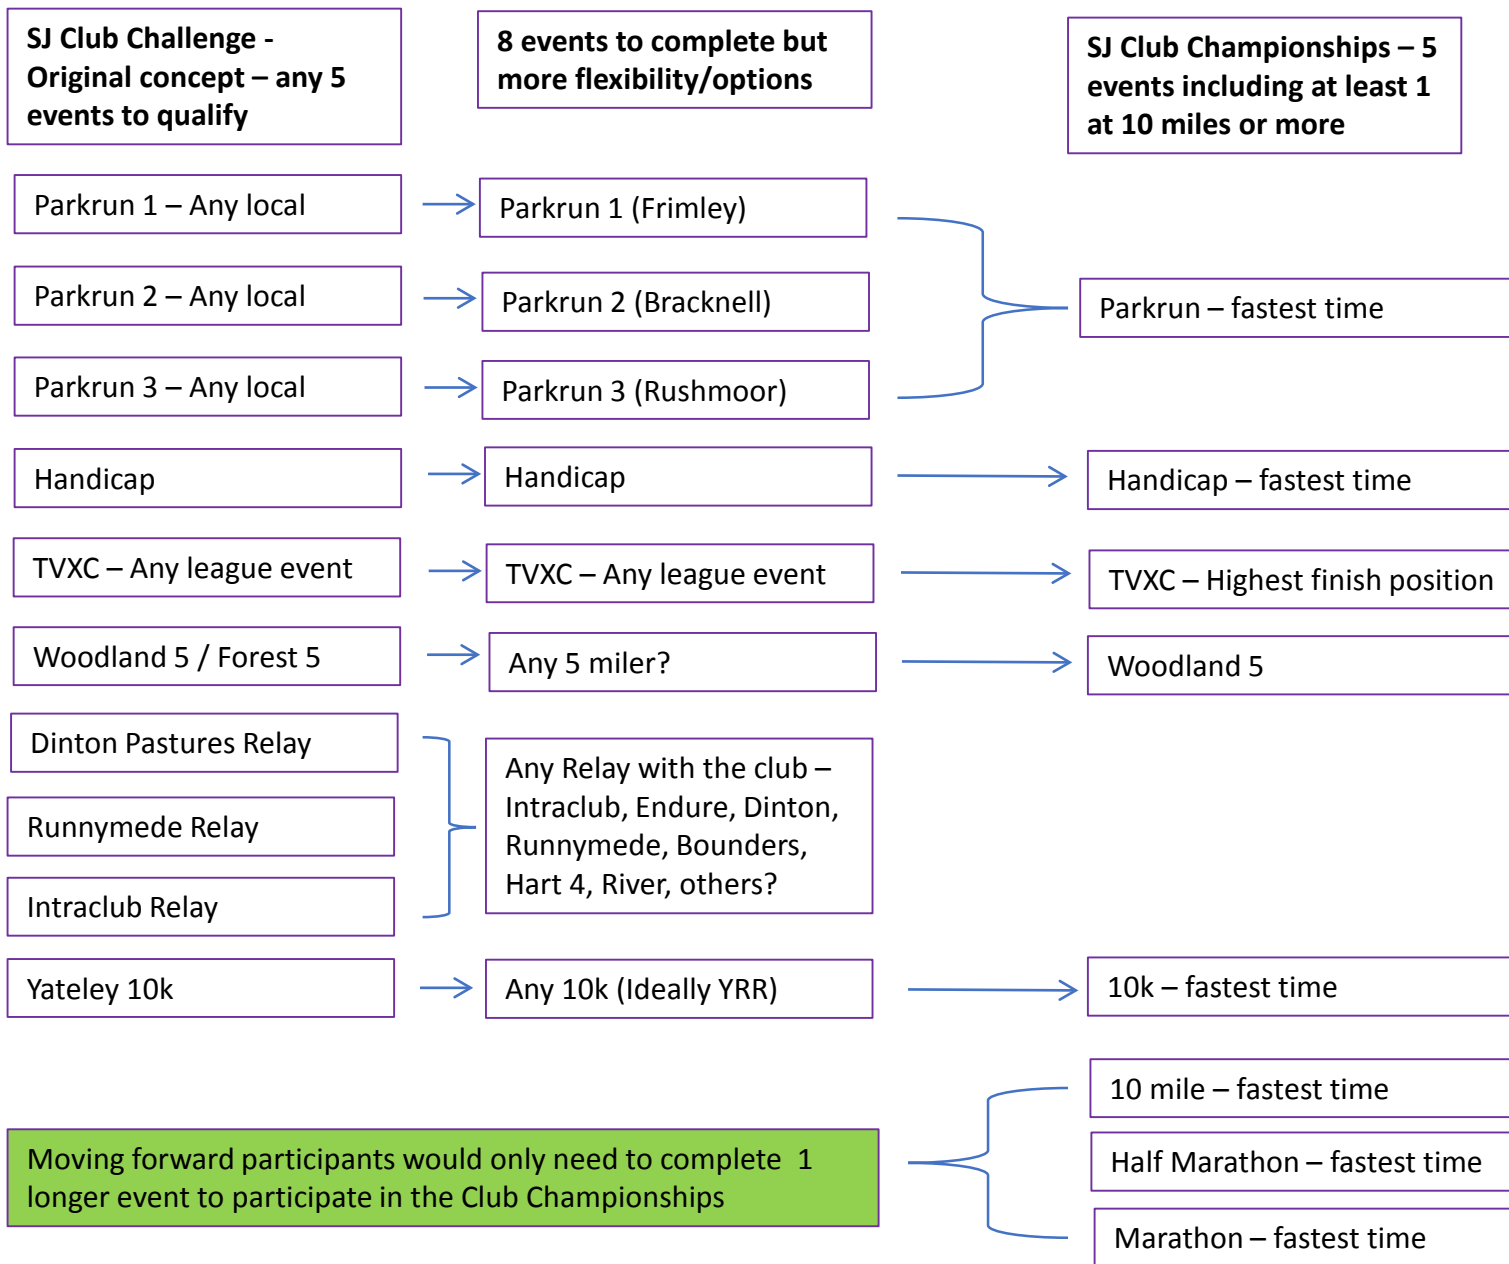 SJ Club Challenge -
Original concept – any 5
events to qualify
8 events to complete but
more flexibility/options
SJ Club Championships – 5
events including at least 1
at 10 miles or more
Parkrun 1 – Any local
Parkrun 1 (Frimley)
Parkrun 2 – Any local
Parkrun 2 (Bracknell)
Parkrun – fastest time
Parkrun 3 – Any local
Parkrun 3 (Rushmoor)
Handicap
Handicap
Handicap – fastest time
TVXC – Any league event
TVXC – Any league event
TVXC – Highest finish position
Woodland 5 / Forest 5
Any 5 miler?
Woodland 5
Dinton Pastures Relay
Runnymede Relay
Intraclub Relay
Any Relay with the club –
Intraclub, Endure, Dinton,
Runnymede, Bounders,
Hart 4, River, others?
Yateley 10k
Any 10k (Ideally YRR)
10k – fastest time
Moving forward participants would only need to complete  1
longer event to participate in the Club Championships
10 mile – fastest time
Half Marathon – fastest time
Marathon – fastest time